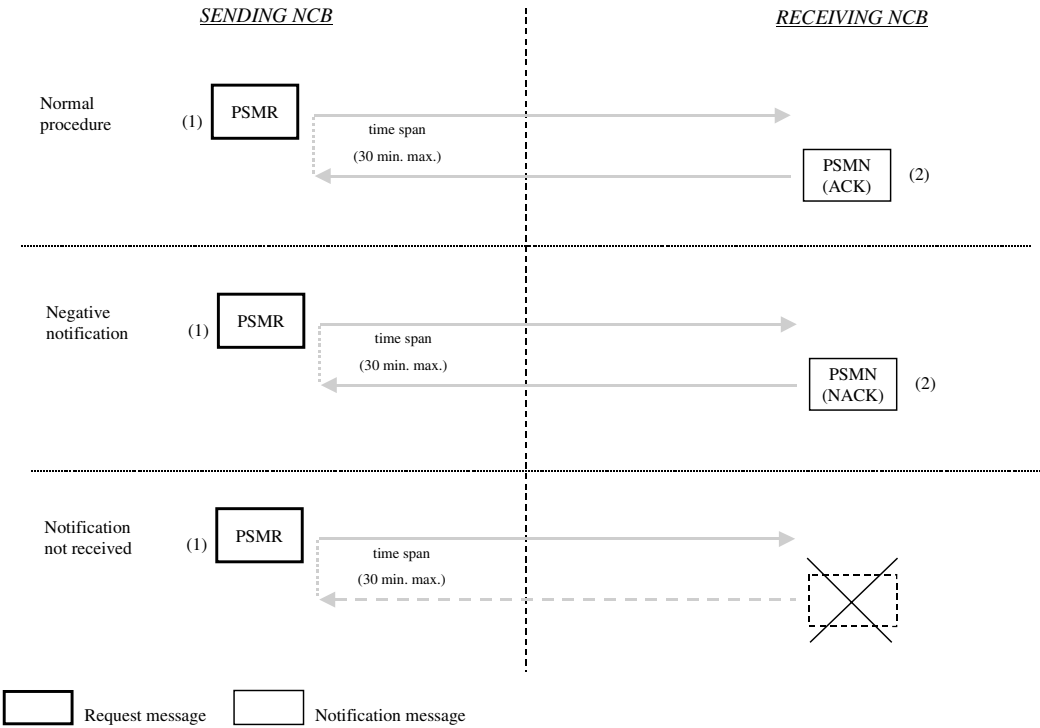 SENDING NCB
RECEIVING NCB
Normal
procedure
(1)
PSMR
time span
(30 min. max.)
PSMN
(ACK)
(2)
Negative
notification
(1)
PSMR
time span
(30 min. max.)
PSMN
(NACK)
(2)
Notification
not received
(1)
PSMR
time span
(30 min. max.)
Request message
Notification message